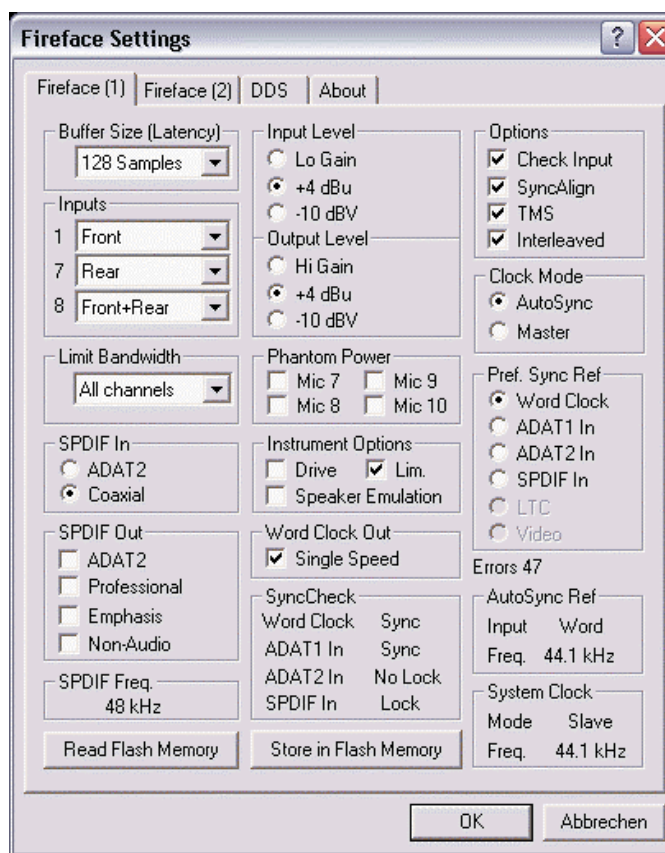 Fireface Settings
Fireface (1) Fireface (2) DDS About
Buffer Size (Latency)
128 Samples
Inputs
1 Front
7 Rear
8 Front+Rear
Limit Bandwidth
All channels
SPDIF In
ADAT2
Coaxial
SPDIF Out
ADAT2
Professional
Emphasis
Non-Audio
SPDIF Freq.
48 kHz
Read Flash Memory
Input Level
Lo Gain
+4 dBu
-10 dBV
Output Level
Hi Gain
+4 dBu
-10 dBV
Phantom Power
Mic 7 Mic 9
Mic 8 Mic 10
Instrument Options
Drive Lim.
Speaker Emulation
Word Clock Out
Single Speed
SyncCheck
Word Clock Sync
ADAT1 In Sync
ADAT2 In No Lock
SPDIF In Lock
Store in Flash Memory
Options
Check Input
SyncAlign
TMS
Interleaved
Clock Mode
AutoSync
Master
Pref. Sync Ref
Word Clock
ADAT1 In
ADAT2 In
SPDIF In
LTC
Video
Errors 47
AutoSync Ref
Input Word
Freq. 44.1 kHz
System Clock
Mode Slave
Freq. 44.1 kHz
OK Abbrechen